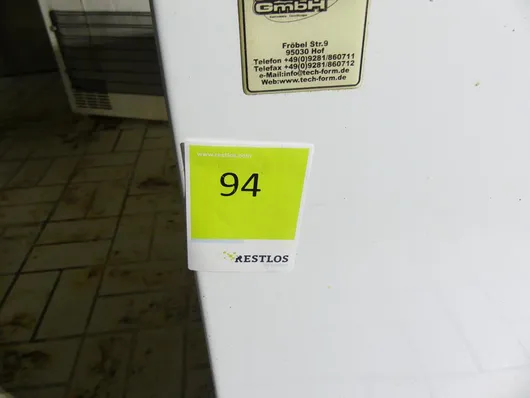 GmbH
Fröbel Str.9
95030 Hof
Telefon +49(0)9281/860711
Telefax +49(0)9281/860712
e-Mail:info@tech-form.de
Web:www.tech-form.de
www.restlos.com
94
RESTLOS